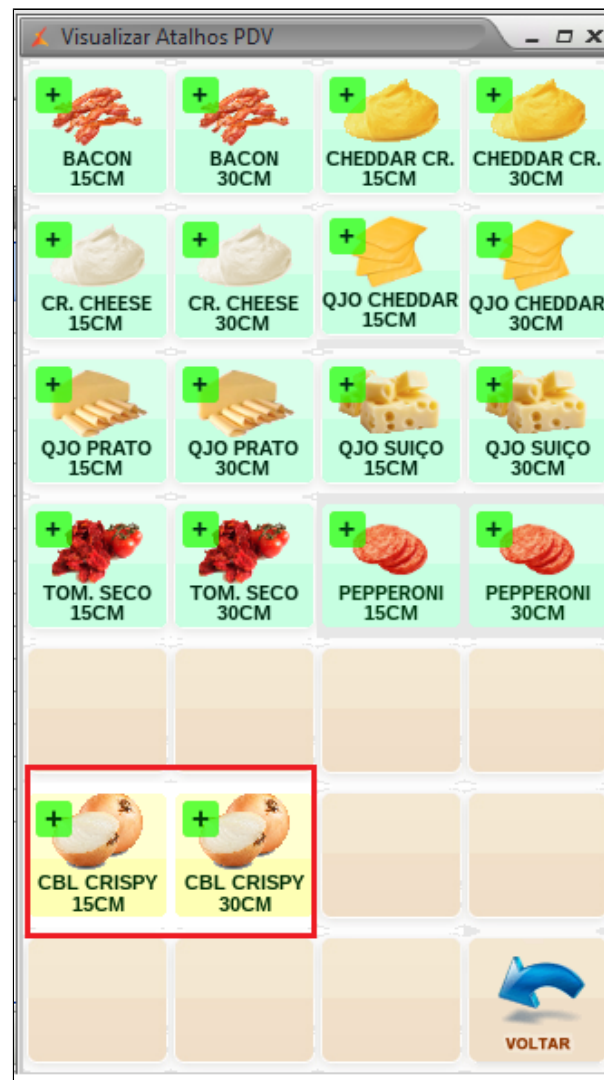 Visualizar Atalhos PDV
+ + + +
BACON BACON CHEDDAR CR. CHEDDAR CR.
15CM 30CM 15CM 30CM
+ + + +
CR. CHEESE CR. CHEESE QJO CHEDDAR QJO CHEDDAR
15CM 30CM 15CM 30CM
+ + + +
QJO PRATO QJO PRATO QJO SUIÇO QJO SUIÇO
15CM 30CM 15CM 30CM
+ + + +
TOM. SECO TOM. SECO PEPPERONI PEPPERONI
15CM 30CM 15CM 30CM
+ +
CBL CRISPY CBL CRISPY
15CM 30CM
VOLTAR